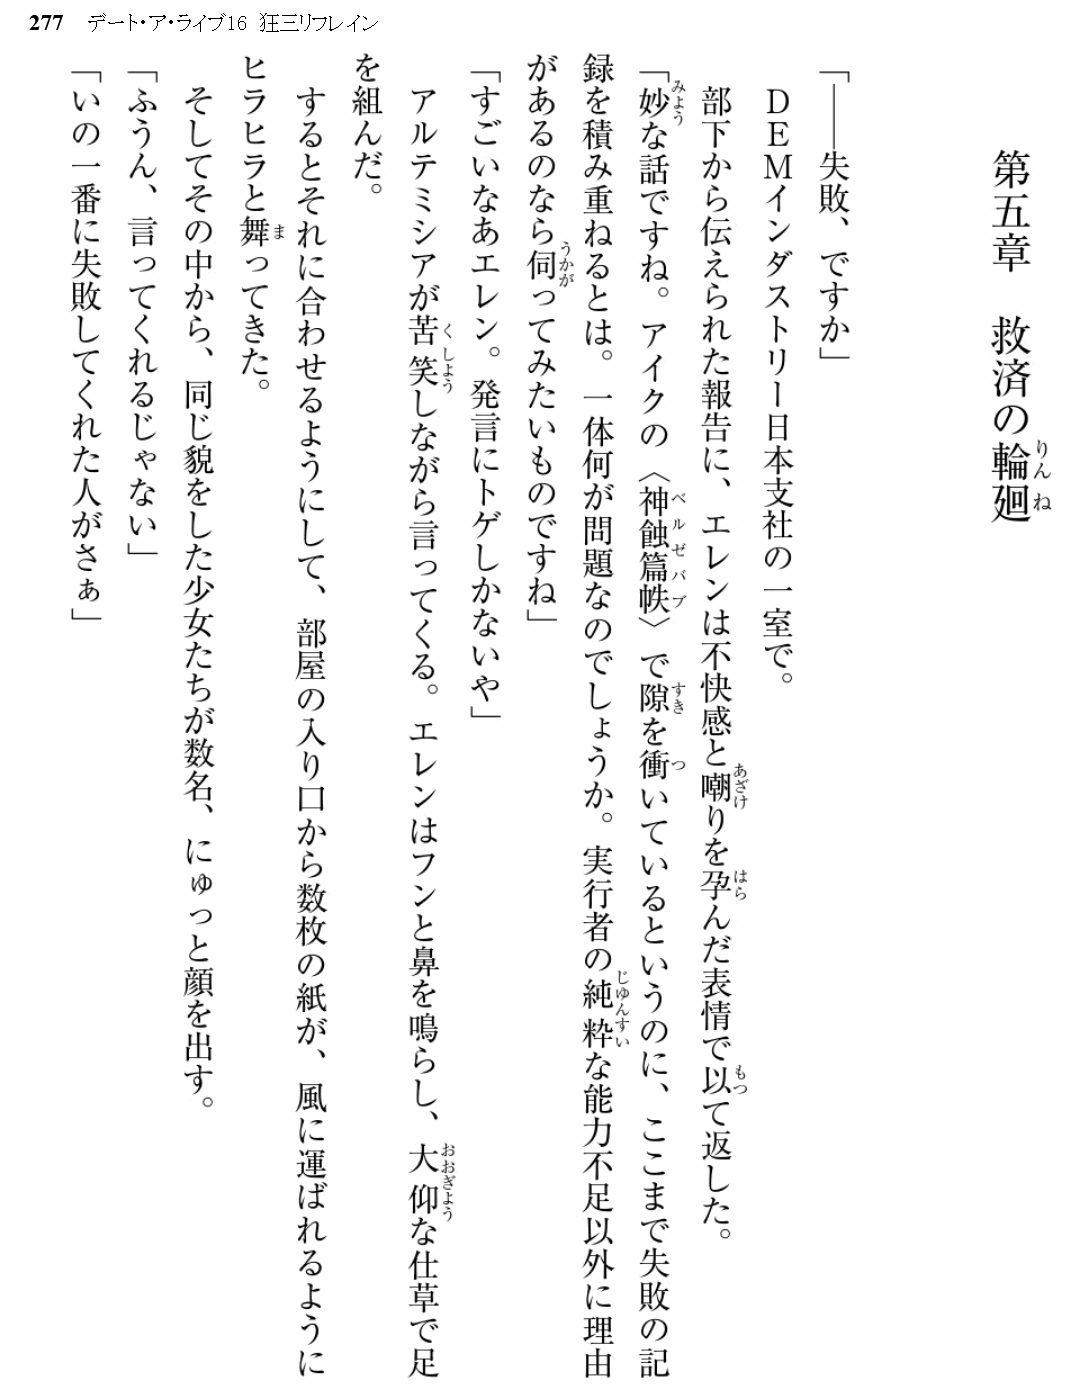 277 デート・ア・ライブ16 狂三リフレイン
第五章　救済の輪廻
「――失敗、ですか」
ＤＥＭインダストリー日本支社の一室で。
部下から伝えられた報告に、エレンは不快感と嘲りを孕んだ表情で以て返した。
「妙な話ですね。アイクの〈神蝕篇帙〉で隙を衝いているというのに、ここまで失敗の記
録を積み重ねるとは。一体何が問題なのでしょうか。実行者の純粋な能力不足以外に理由
があるのなら伺ってみたいものですね」
「すごいなあエレン。発言にトゲしかないや」
アルテミシアが苦笑しながら言ってくる。エレンはフンと鼻を鳴らし、大仰な仕草で足
を組んだ。
するとそれに合わせるようにして、部屋の入り口から数枚の紙が、風に運ばれるように
ヒラヒラと舞ってきた。
そしてその中から、同じ貌をした少女たちが数名、にゅっと顔を出す。
「ふうん、言ってくれるじゃない」
「いの一番に失敗してくれた人がさぁ」